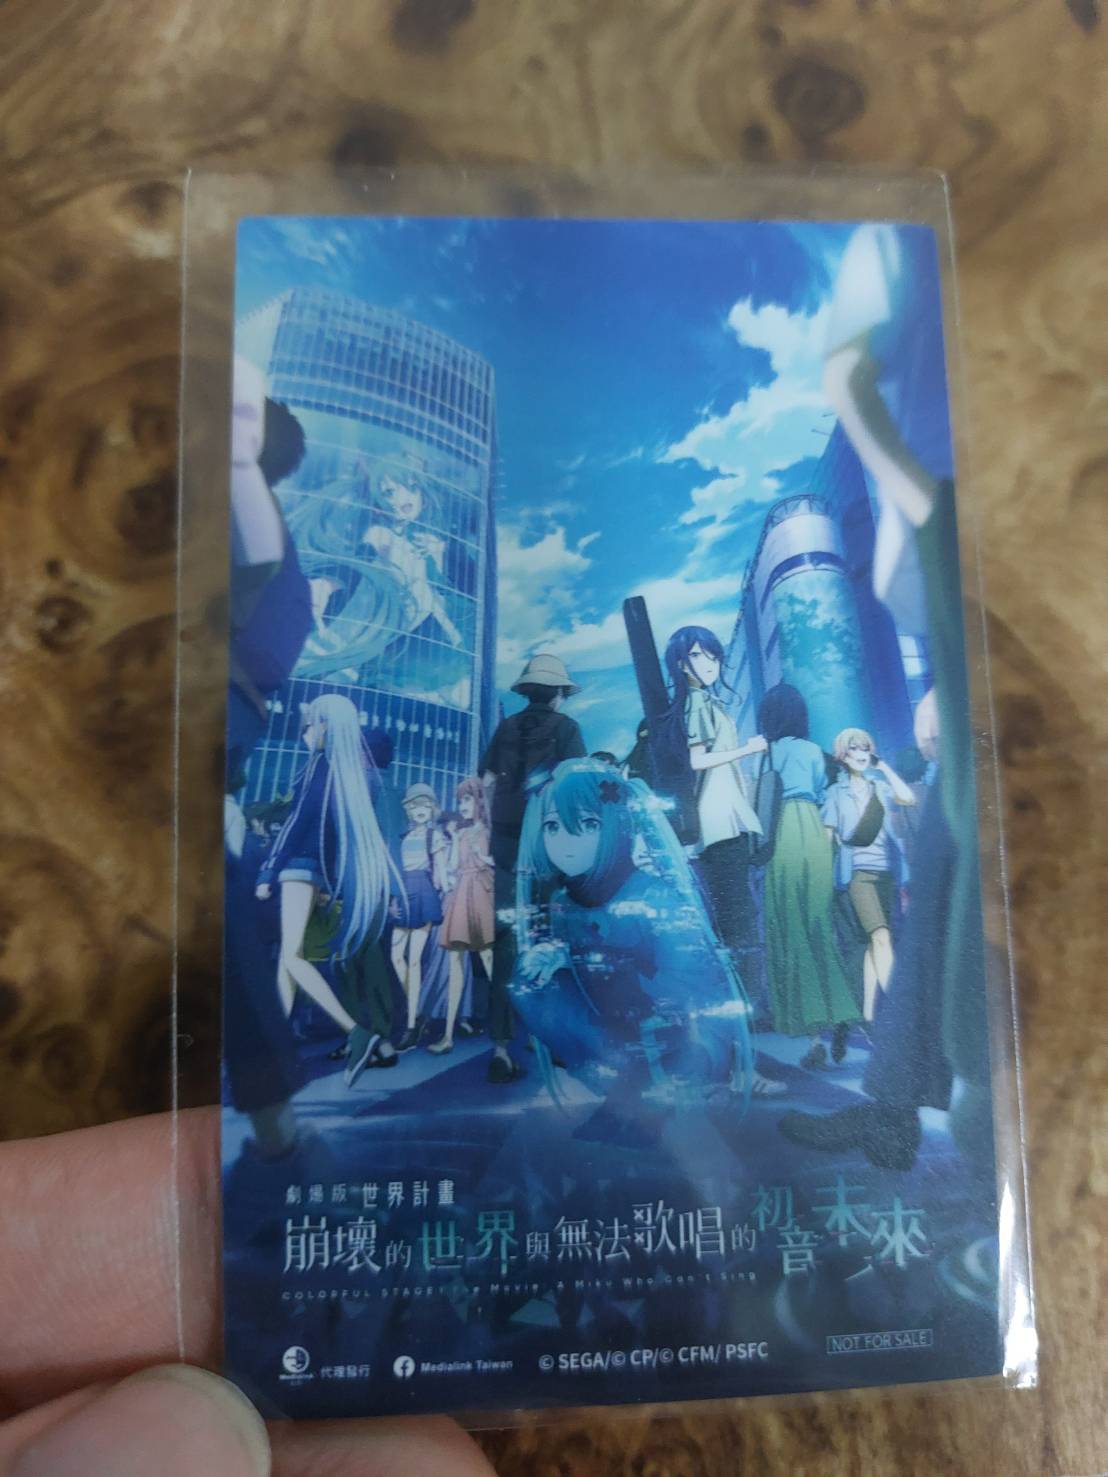 劇場版 世界計畫
崩壞的世界與無法歌唱的初音未來
COLORFUL STAGE! The Movie: A Miku Who Can't Sing
Medialink 代理發行 Medialink Taiwan © SEGA/© CP/© CFM/ PSFC NOT FOR SALE